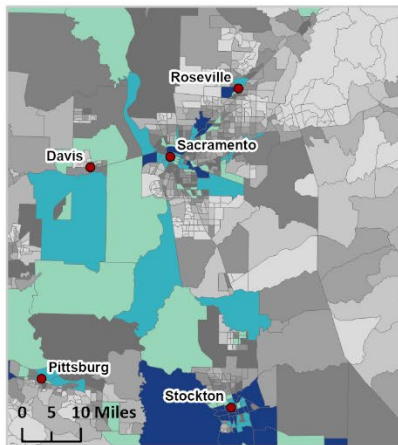 Roseville
Sacramento
Davis
Pittsburg
Stockton
0 5 10 Miles